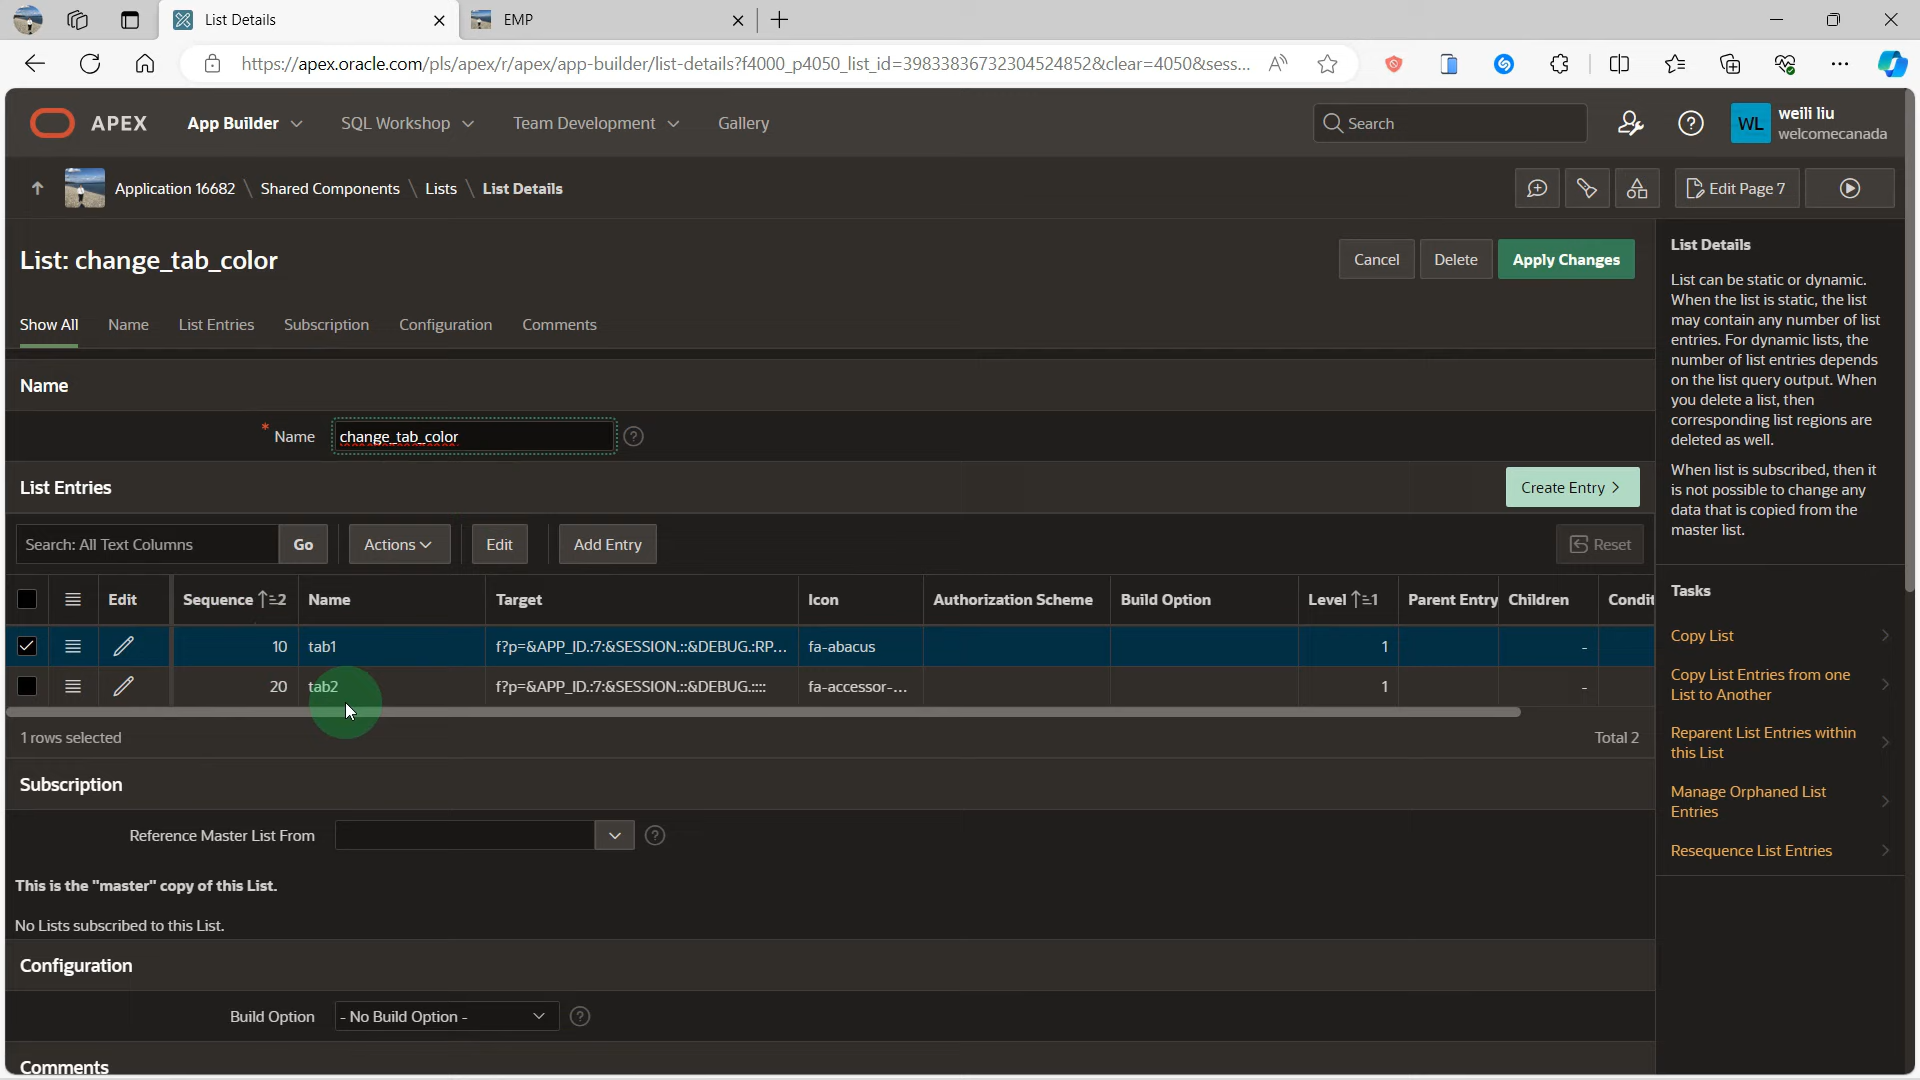 List Details
EMP
https://apex.oracle.com/pls/apex/r/apex/app-builder/list-details?f4000_p4050_list_id=39833836732304524852&clear=4050&sess...
APEX
App Builder
SQL Workshop
Team Development
Gallery
Search
WL
weili liu
welcomecanada
Application 16682 \ Shared Components \ Lists \ List Details
Edit Page 7
List: change_tab_color
Cancel
Delete
Apply Changes
Show All
Name
List Entries
Subscription
Configuration
Comments
Name
* Name
change_tab_color
List Entries
Create Entry >
Search: All Text Columns
Go
Actions
Edit
Add Entry
Reset
Edit Sequence 2 Name Target Icon Authorization Scheme Build Option Level 1 Parent Entry Children Condit
10 tab1 f?p=&APP_ID.:7:&SESSION.::&DEBUG.:RP... fa-abacus 1 -
20 tab2 f?p=&APP_ID.:7:&SESSION.::&DEBUG.::::: fa-accessor-... 1 -
1 rows selected
Total 2
Subscription
Reference Master List From
This is the "master" copy of this List.
No Lists subscribed to this List.
Configuration
Build Option
- No Build Option -
Comments
List Details
List can be static or dynamic.
When the list is static, the list
may contain any number of list
entries. For dynamic lists, the
number of list entries depends
on the list query output. When
you delete a list, then
corresponding list regions are
deleted as well.
When list is subscribed, then it
is not possible to change any
data that is copied from the
master list.
Tasks
Copy List
Copy List Entries from one
List to Another
Reparent List Entries within
this List
Manage Orphaned List
Entries
Resequence List Entries